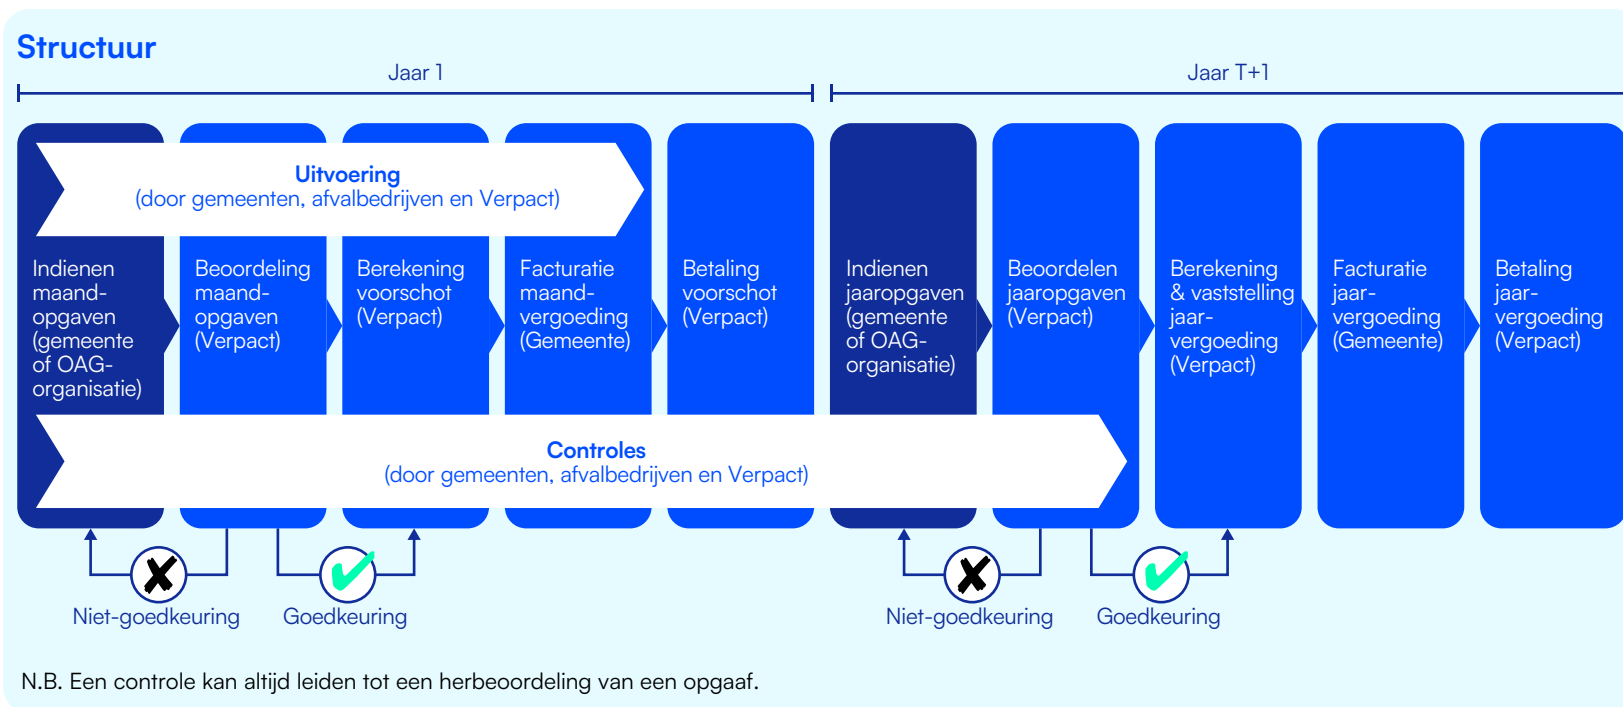 Structuur
Jaar 1
Jaar T+1
Uitvoering
(door gemeenten, afvalbedrijven en Verpact)
Indienen
maand-
opgaven
(gemeente
of OAG-
organisatie)
Beoordeling
maand-
opgaven
(Verpact)
Berekening
voorschot
(Verpact)
Facturatie
maand-
vergoeding
(Gemeente)
Betaling
voorschot
(Verpact)
Indienen
jaaropgaven
(gemeente
of OAG-
organisatie)
Beoordelen
jaaropgaven
(Verpact)
Berekening
& vaststelling
jaar-
vergoeding
(Verpact)
Facturatie
jaar-
vergoeding
(Gemeente)
Betaling
jaar-
vergoeding
(Verpact)
Controles
(door gemeenten, afvalbedrijven en Verpact)
Niet-goedkeuring
Goedkeuring
Niet-goedkeuring
Goedkeuring
N.B. Een controle kan altijd leiden tot een herbeoordeling van een opgaaf.